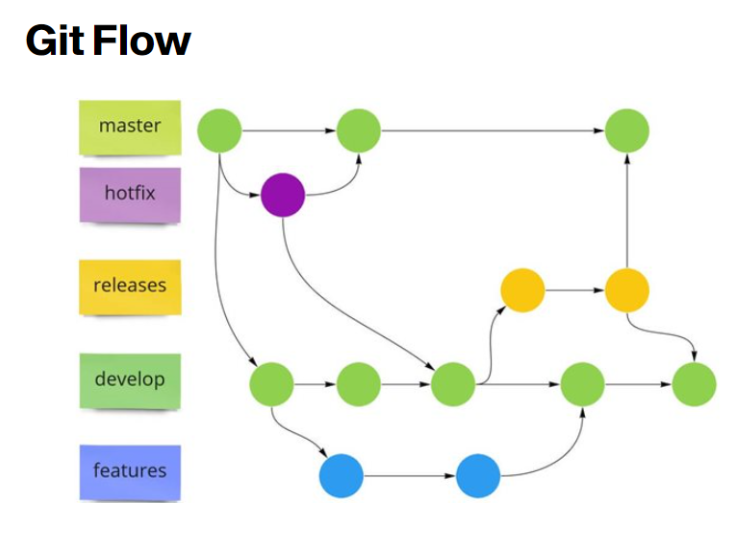 Git Flow
master
hotfix
releases
develop
features